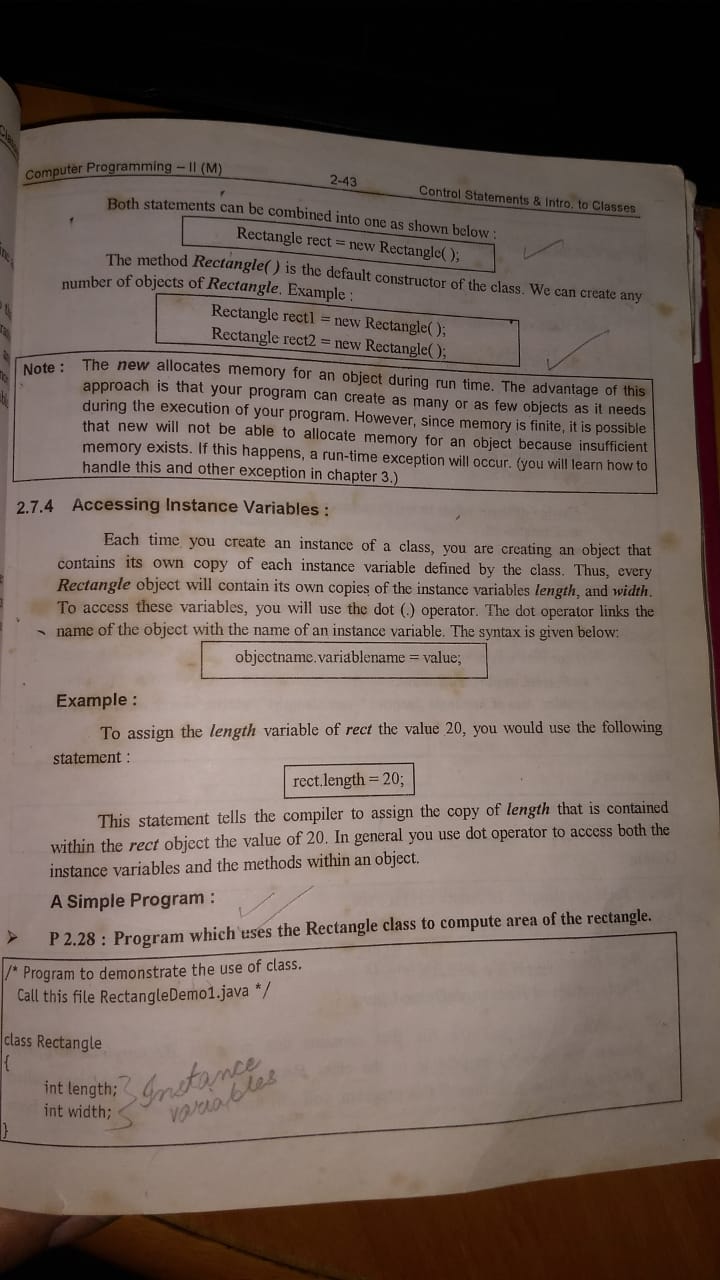 Computer Programming – II (M) 2-43 Control Statements & Intro. to Classes
Both statements can be combined into one as shown below :
Rectangle rect = new Rectangle( );
The method Rectangle( ) is the default constructor of the class. We can create any
number of objects of Rectangle. Example :
Rectangle rect1 = new Rectangle( );
Rectangle rect2 = new Rectangle( );
Note : The new allocates memory for an object during run time. The advantage of this
approach is that your program can create as many or as few objects as it needs
during the execution of your program. However, since memory is finite, it is possible
that new will not be able to allocate memory for an object because insufficient
memory exists. If this happens, a run-time exception will occur. (you will learn how to
handle this and other exception in chapter 3.)
2.7.4 Accessing Instance Variables :
Each time you create an instance of a class, you are creating an object that
contains its own copy of each instance variable defined by the class. Thus, every
Rectangle object will contain its own copies of the instance variables length, and width.
To access these variables, you will use the dot (.) operator. The dot operator links the
name of the object with the name of an instance variable. The syntax is given below:
objectname.variablename = value;
Example :
To assign the length variable of rect the value 20, you would use the following
statement :
rect.length = 20;
This statement tells the compiler to assign the copy of length that is contained
within the rect object the value of 20. In general you use dot operator to access both the
instance variables and the methods within an object.
A Simple Program :
➢ P 2.28 : Program which uses the Rectangle class to compute area of the rectangle.
/* Program to demonstrate the use of class.
Call this file RectangleDemo1.java */
class Rectangle
{
int length; } Instance
int width; variables
}